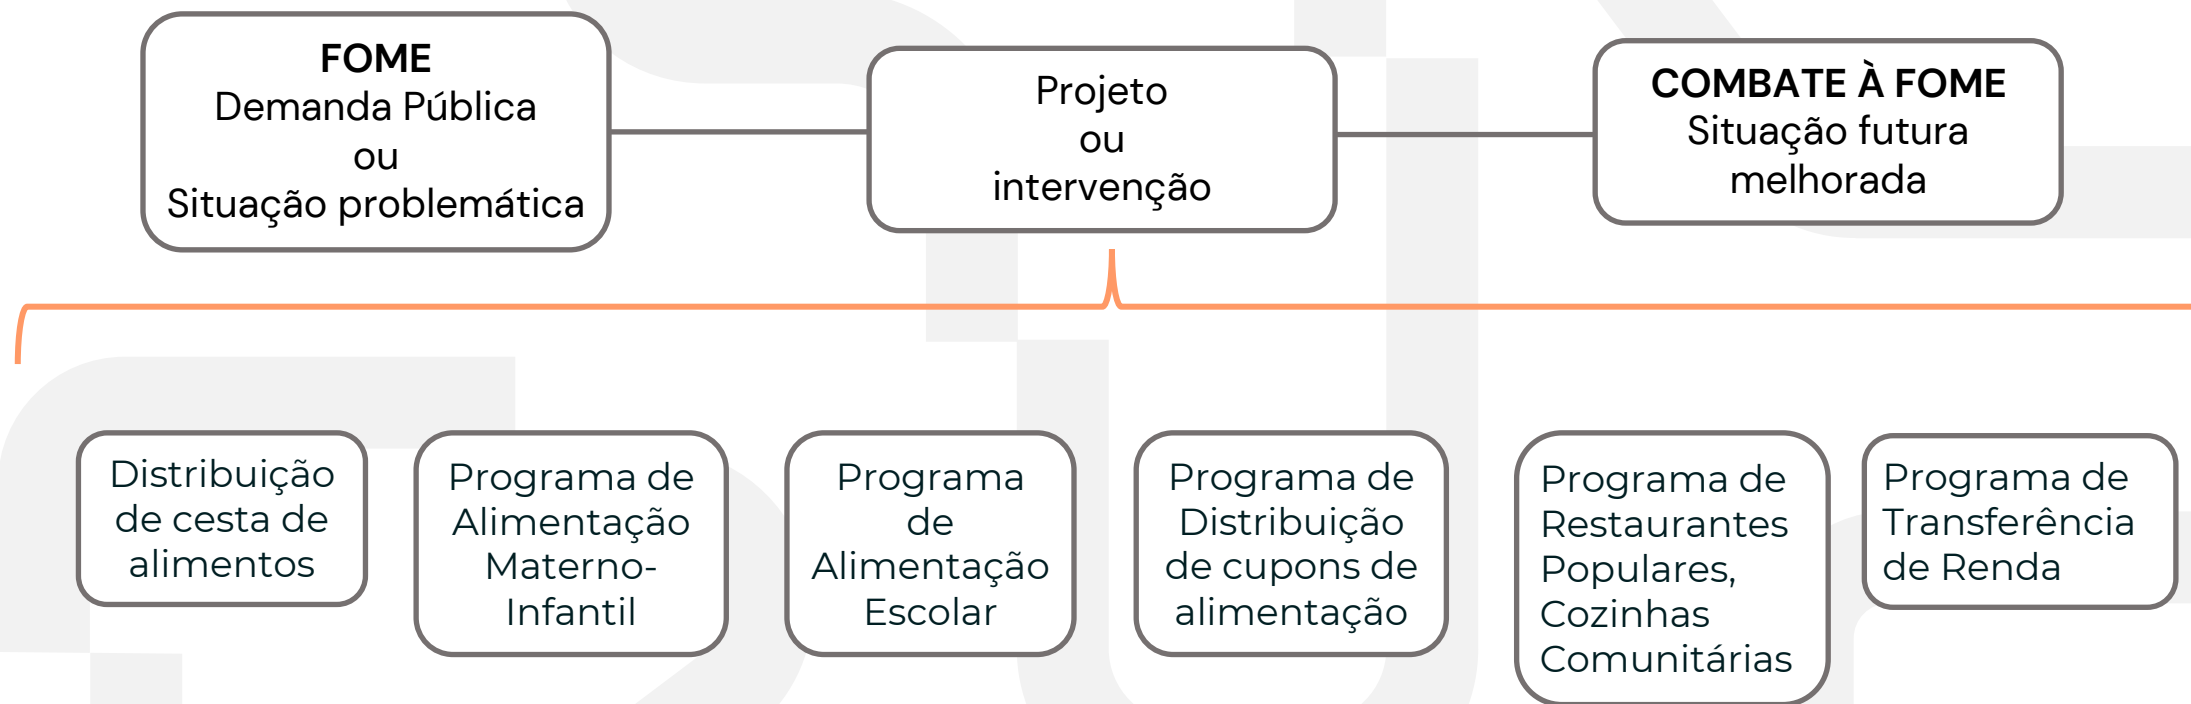 FOME
Demanda Pública
ou
Situação problemática
Projeto
ou
intervenção
COMBATE À FOME
Situação futura
melhorada
Distribuição
de cesta de
alimentos
Programa de
Alimentação
Materno-
Infantil
Programa
de
Alimentação
Escolar
Programa de
Distribuição
de cupons de
alimentação
Programa de
Restaurantes
Populares,
Cozinhas
Comunitárias
Programa de
Transferência
de Renda